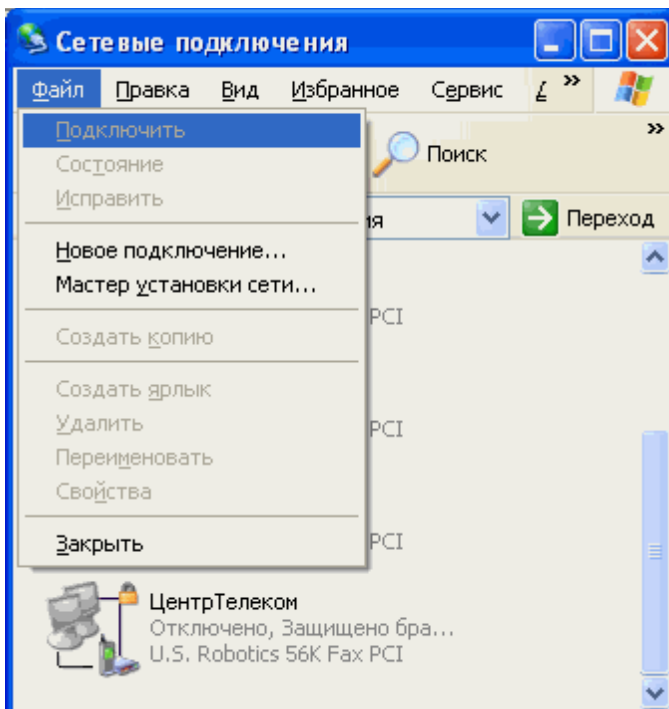 Сетевые подключения
Файл Правка Вид Избранное Сервис »
Подключить
Состояние
Исправить
Новое подключение...
Мастер установки сети...
Создать копию
Создать ярлык
Удалить
Переименовать
Свойства
Закрыть
»
Поиск
ия
Переход
PCI
PCI
PCI
ЦентрТелеком
Отключено, Защищено бра...
U.S. Robotics 56K Fax PCI